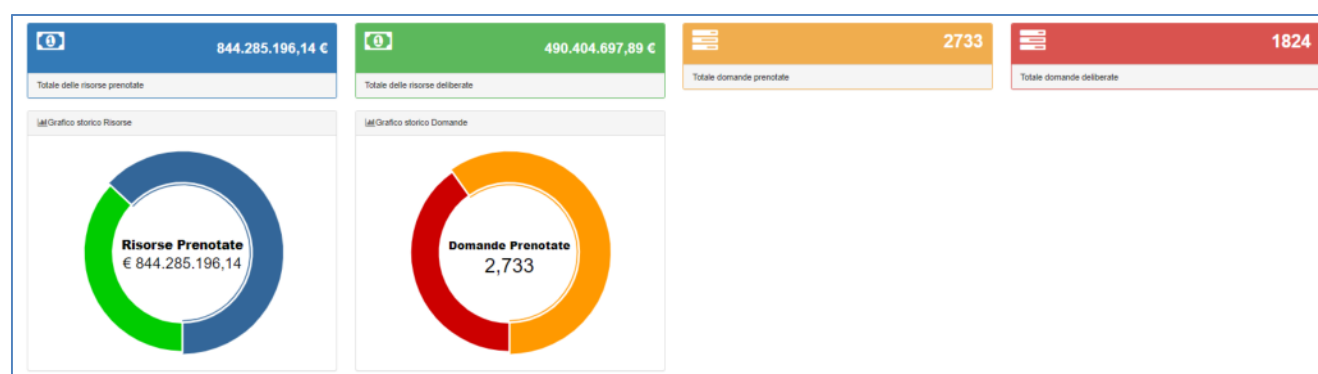 844.285.196,14 €
Totale delle risorse prenotate
490.404.697,89 €
Totale delle risorse deliberate
2733
Totale domande prenotate
1824
Totale domande deliberate
Grafico storico Risorse
Risorse Prenotate
€ 844.285.196,14
Grafico storico Domande
Domande Prenotate
2,733